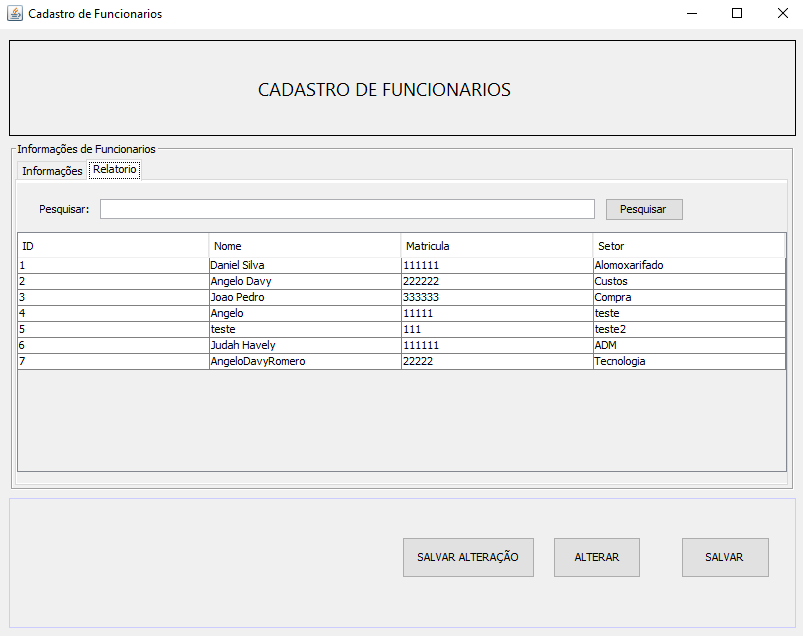 Cadastro de Funcionarios
CADASTRO DE FUNCIONARIOS
Informações de Funcionarios
Informações Relatorio
Pesquisar: Pesquisar
ID Nome Matricula Setor
1 Daniel Silva 111111 Alomoxarifado
2 Angelo Davy 222222 Custos
3 Joao Pedro 333333 Compra
4 Angelo 11111 teste
5 teste 111 teste2
6 Judah Havely 111111 ADM
7 AngeloDavyRomero 22222 Tecnologia
SALVAR ALTERAÇÃO ALTERAR SALVAR